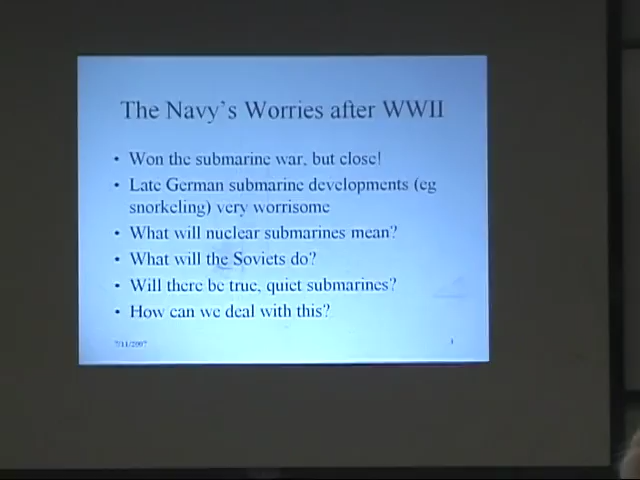 The Navy's Worries after WWII
• Won the submarine war, but close!
• Late German submarine developments (eg
snorkeling) very worrisome
• What will nuclear submarines mean?
• What will the Soviets do?
• Will there be true, quiet submarines?
• How can we deal with this?
7/11/2007